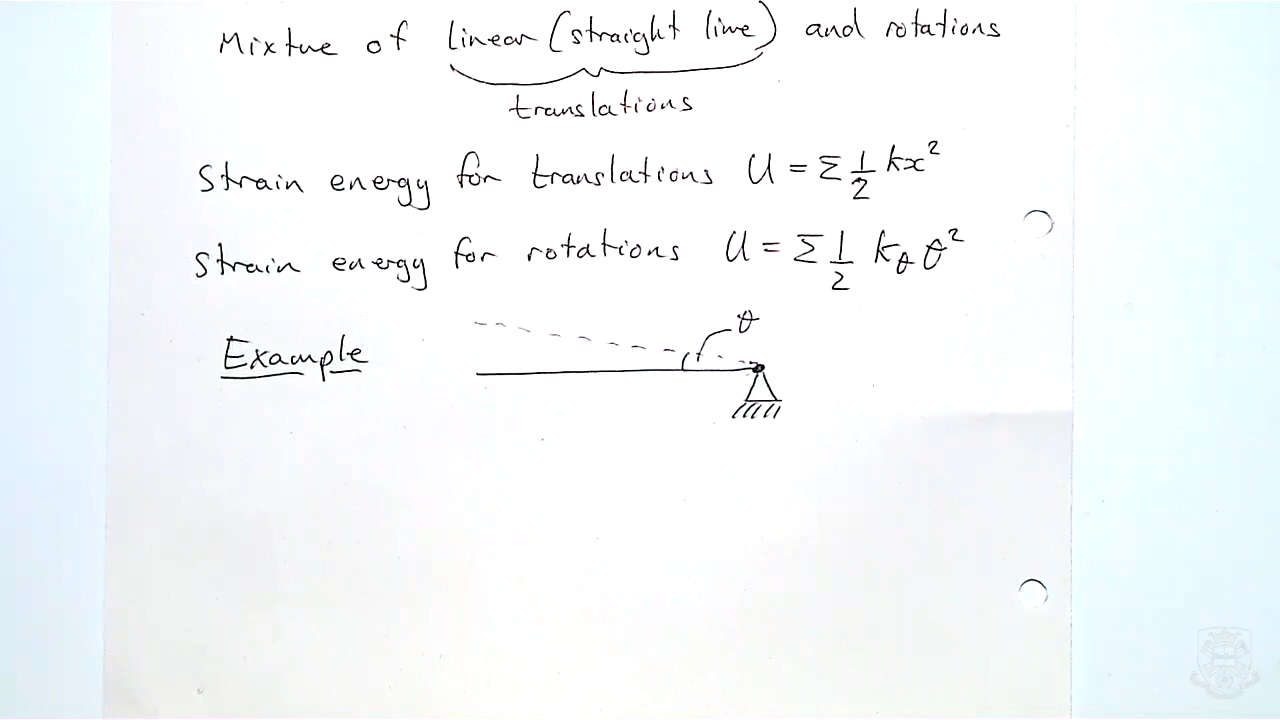 Mixtue of linear (straight line) and rotations
translations
Strain energy for translations U = Σ 1/2 kx²
Strain energy for rotations U = Σ 1/2 k_θ θ²
θ
Example